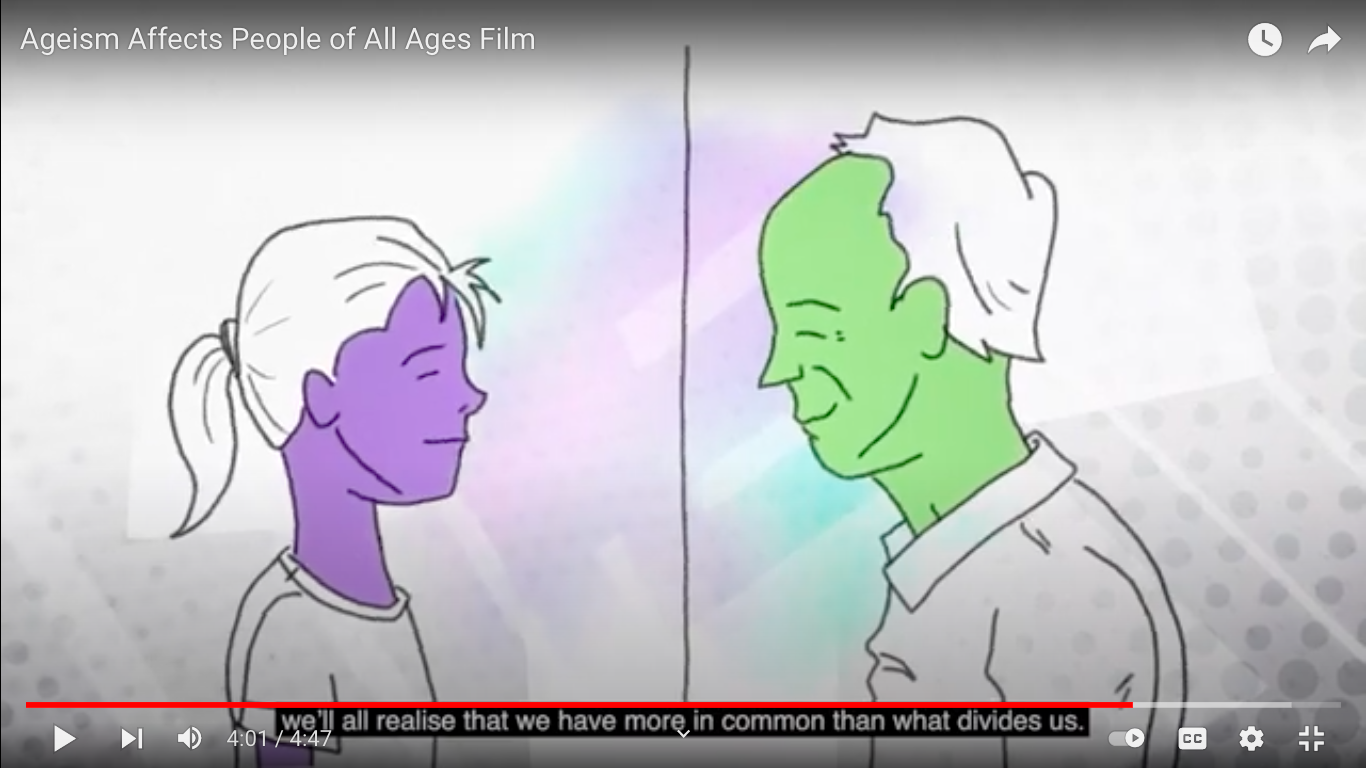 Ageism Affects People of All Ages Film
we'll all realise that we have more in common than what divides us.
4:01 / 4:47
CC